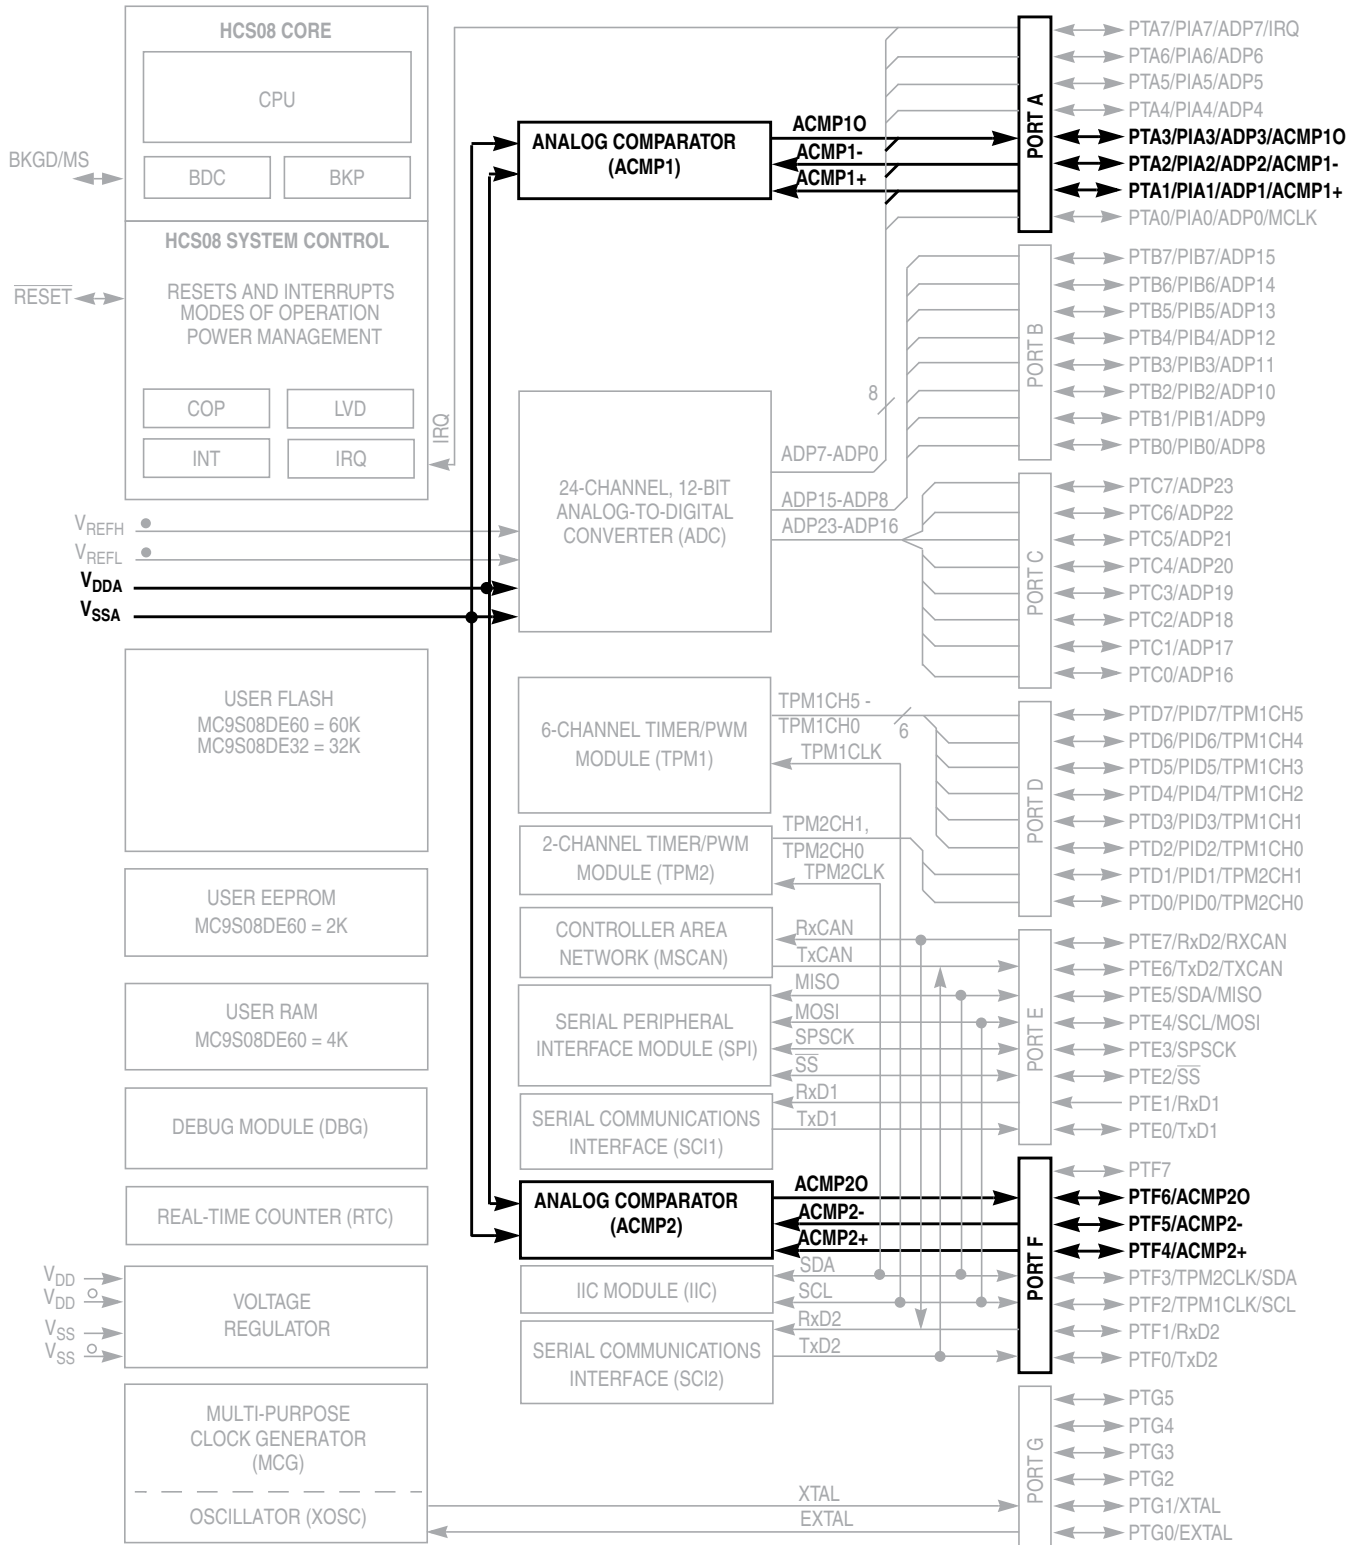 HCS08 CORE
CPU
BDC
BKP
BKGD/MS
HCS08 SYSTEM CONTROL
RESETS AND INTERRUPTS
MODES OF OPERATION
POWER MANAGEMENT
RESET
COP
LVD
INT
IRQ
IRQ
VREFH
VREFL
VDDA
VSSA
USER FLASH
MC9S08DE60 = 60K
MC9S08DE32 = 32K
USER EEPROM
MC9S08DE60 = 2K
USER RAM
MC9S08DE60 = 4K
DEBUG MODULE (DBG)
REAL-TIME COUNTER (RTC)
VDD
VDD
VSS
VSS
VOLTAGE
REGULATOR
MULTI-PURPOSE
CLOCK GENERATOR
(MCG)
OSCILLATOR (XOSC)
ANALOG COMPARATOR
(ACMP1)
ACMP1O
ACMP1-
ACMP1+
24-CHANNEL, 12-BIT
ANALOG-TO-DIGITAL
CONVERTER (ADC)
8
ADP7-ADP0
ADP15-ADP8
ADP23-ADP16
6-CHANNEL TIMER/PWM
MODULE (TPM1)
TPM1CH5 -
TPM1CH0
6
TPM1CLK
2-CHANNEL TIMER/PWM
MODULE (TPM2)
TPM2CH1,
TPM2CH0
TPM2CLK
CONTROLLER AREA
NETWORK (MSCAN)
RxCAN
TxCAN
SERIAL PERIPHERAL
INTERFACE MODULE (SPI)
MISO
MOSI
SPSCK
SS
SERIAL COMMUNICATIONS
INTERFACE (SCI1)
RxD1
TxD1
ANALOG COMPARATOR
(ACMP2)
ACMP2O
ACMP2-
ACMP2+
IIC MODULE (IIC)
SDA
SCL
SERIAL COMMUNICATIONS
INTERFACE (SCI2)
RxD2
TxD2
XTAL
EXTAL
PORT A
PTA7/PIA7/ADP7/IRQ
PTA6/PIA6/ADP6
PTA5/PIA5/ADP5
PTA4/PIA4/ADP4
PTA3/PIA3/ADP3/ACMP1O
PTA2/PIA2/ADP2/ACMP1-
PTA1/PIA1/ADP1/ACMP1+
PTA0/PIA0/ADP0/MCLK
PORT B
PTB7/PIB7/ADP15
PTB6/PIB6/ADP14
PTB5/PIB5/ADP13
PTB4/PIB4/ADP12
PTB3/PIB3/ADP11
PTB2/PIB2/ADP10
PTB1/PIB1/ADP9
PTB0/PIB0/ADP8
PORT C
PTC7/ADP23
PTC6/ADP22
PTC5/ADP21
PTC4/ADP20
PTC3/ADP19
PTC2/ADP18
PTC1/ADP17
PTC0/ADP16
PORT D
PTD7/PID7/TPM1CH5
PTD6/PID6/TPM1CH4
PTD5/PID5/TPM1CH3
PTD4/PID4/TPM1CH2
PTD3/PID3/TPM1CH1
PTD2/PID2/TPM1CH0
PTD1/PID1/TPM2CH1
PTD0/PID0/TPM2CH0
PORT E
PTE7/RxD2/RXCAN
PTE6/TxD2/TXCAN
PTE5/SDA/MISO
PTE4/SCL/MOSI
PTE3/SPSCK
PTE2/SS
PTE1/RxD1
PTE0/TxD1
PORT F
PTF7
PTF6/ACMP2O
PTF5/ACMP2-
PTF4/ACMP2+
PTF3/TPM2CLK/SDA
PTF2/TPM1CLK/SCL
PTF1/RxD2
PTF0/TxD2
PORT G
PTG5
PTG4
PTG3
PTG2
PTG1/XTAL
PTG0/EXTAL